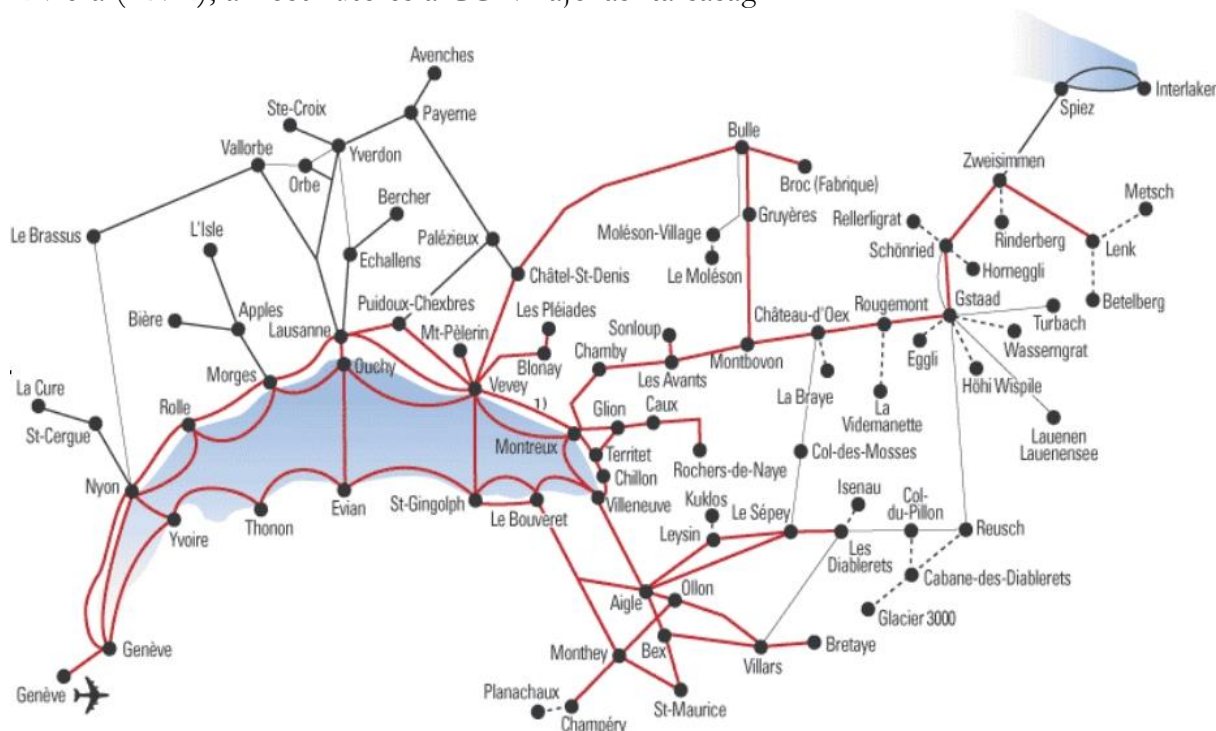 Avenches
Ste-Croix
Payerne
Vallorbe
Yverdon
Orbe
Bercher
Le Brassus
L'Isle
Palézieux
Echallens
Châtel-St-Denis
Bière
Apples
Puidoux-Chexbres
Lausanne
Mt-Pèlerin
Les Pléiades
Blonay
Ouchy
Morges
Vevey
La Cure
Rolle
St-Cergue
1)
Montreux
Glion
Caux
Territet
Chillon
Rochers-de-Naye
Nyon
Yvoire
Thonon
Evian
St-Gingolph
Le Bouveret
Villeneuve
Genève
Genève
Bulle
Broc (Fabrique)
Gruyères
Moléson-Village
Le Moléson
Sonloup
Chamby
Les Avants
Montbovon
Château-d'Oex
Rougemont
La Braye
La
Videmanette
Spiez
Interlaken
Zweisimmen
Metsch
Rellerligrat
Rinderberg
Schönried
Lenk
Horneggli
Gstaad
Betelberg
Turbach
Eggli
Wasserngrat
Höhi Wispile
Lauenen
Lauenensee
Col-des-Mosses
Isenau
Col-
du-Pillon
Kuklos
Le Sépey
Leysin
Les
Diablerets
Reusch
Cabane-des-Diablerets
Glacier 3000
Aigle
Ollon
Monthey
Bex
Villars
Bretaye
Planachaux
Champéry
St-Maurice